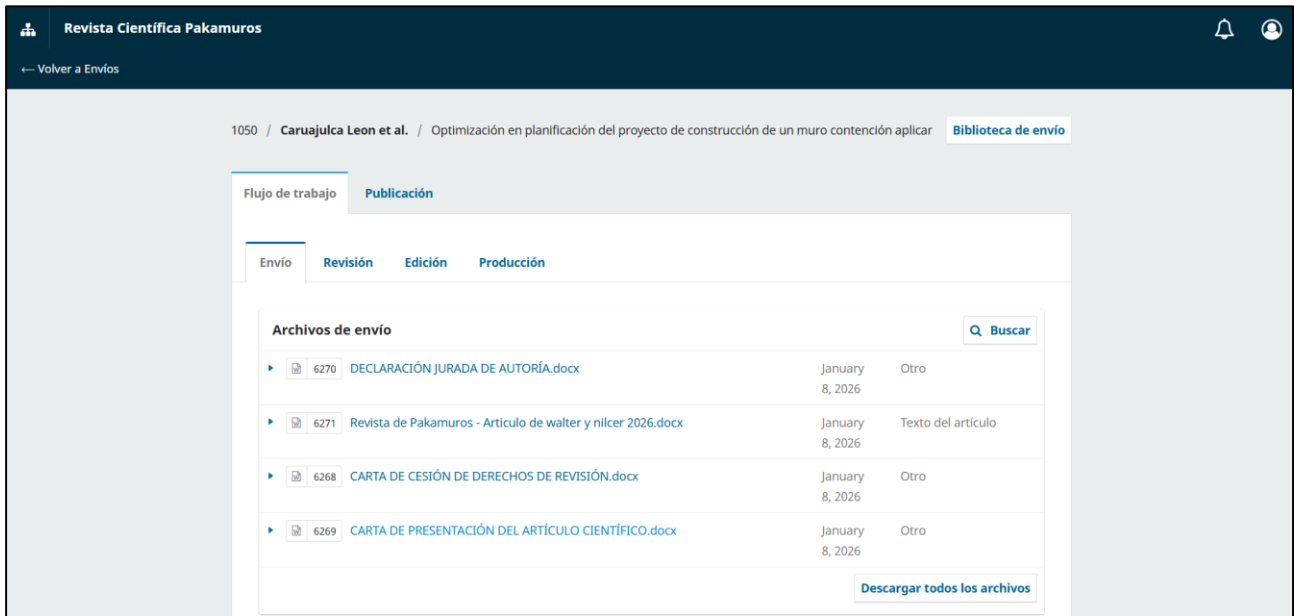 Revista Científica Pakamuros
← Volver a Envíos
1050 / Caruajulca Leon et al. / Optimización en planificación del proyecto de construcción de un muro contención aplicar
Biblioteca de envío
Flujo de trabajo Publicación
Envío Revisión Edición Producción
Archivos de envío
Buscar
6270 DECLARACIÓN JURADA DE AUTORÍA.docx January Otro
8, 2026
6271 Revista de Pakamuros - Articulo de walter y nilcer 2026.docx January Texto del artículo
8, 2026
6268 CARTA DE CESIÓN DE DERECHOS DE REVISIÓN.docx January Otro
8, 2026
6269 CARTA DE PRESENTACIÓN DEL ARTÍCULO CIENTÍFICO.docx January Otro
8, 2026
Descargar todos los archivos